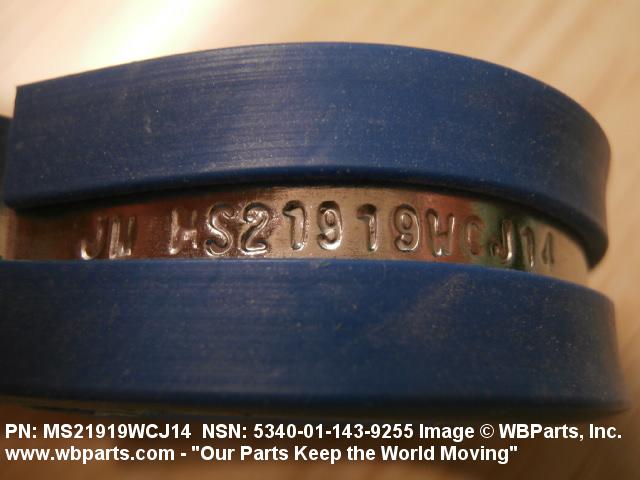 JM MS21919WCJ14
PN: MS21919WCJ14 NSN: 5340-01-143-9255 Image © WBParts, Inc.
www.wbparts.com - "Our Parts Keep the World Moving"